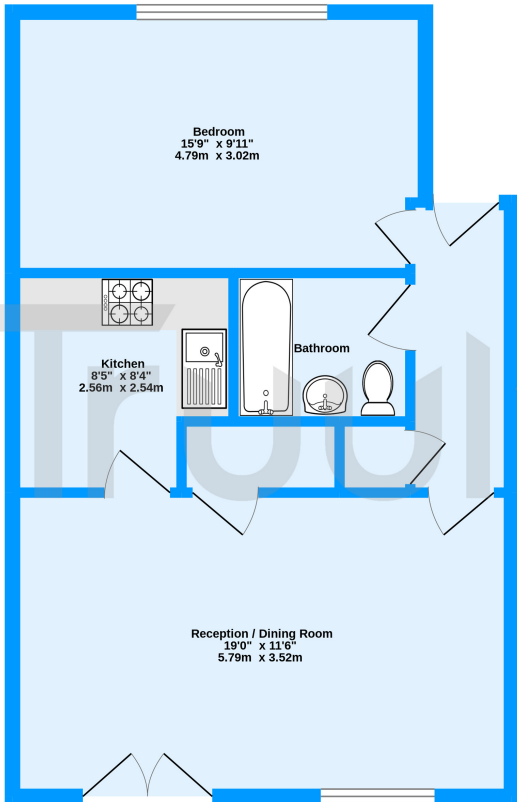 Bedroom
15'9" x 9'11"
4.79m x 3.02m
Kitchen
8'5" x 8'4"
2.56m x 2.54m
Bathroom
Reception / Dining Room
19'0" x 11'6"
5.79m x 3.52m